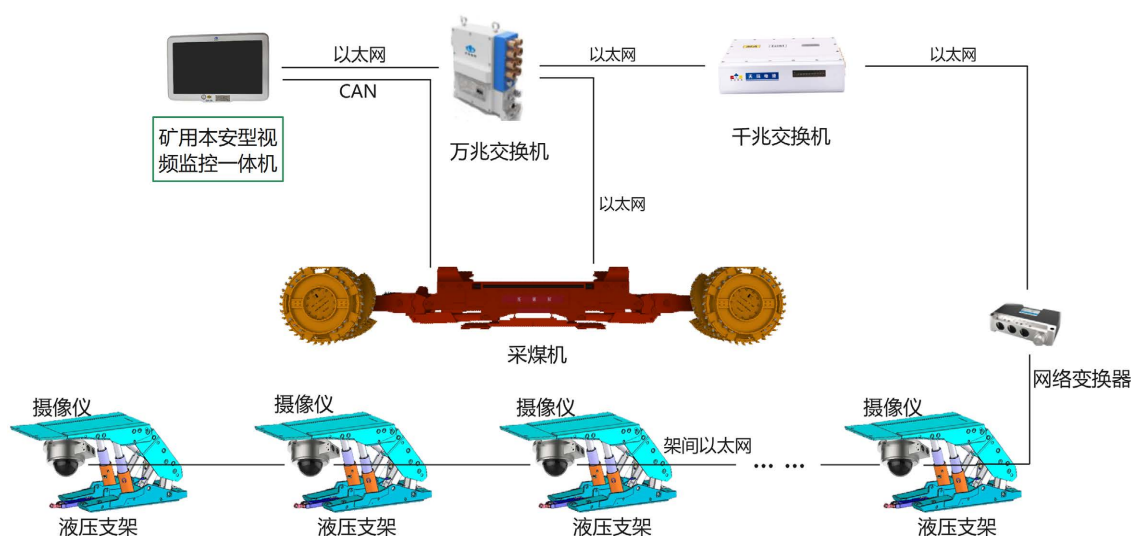 以太网
以太网
以太网
CAN
矿用本安型视
频监控一体机
万兆交换机
千兆交换机
以太网
采煤机
网络变换器
摄像仪
摄像仪
摄像仪
摄像仪
架间以太网
... ...
液压支架
液压支架
液压支架
液压支架